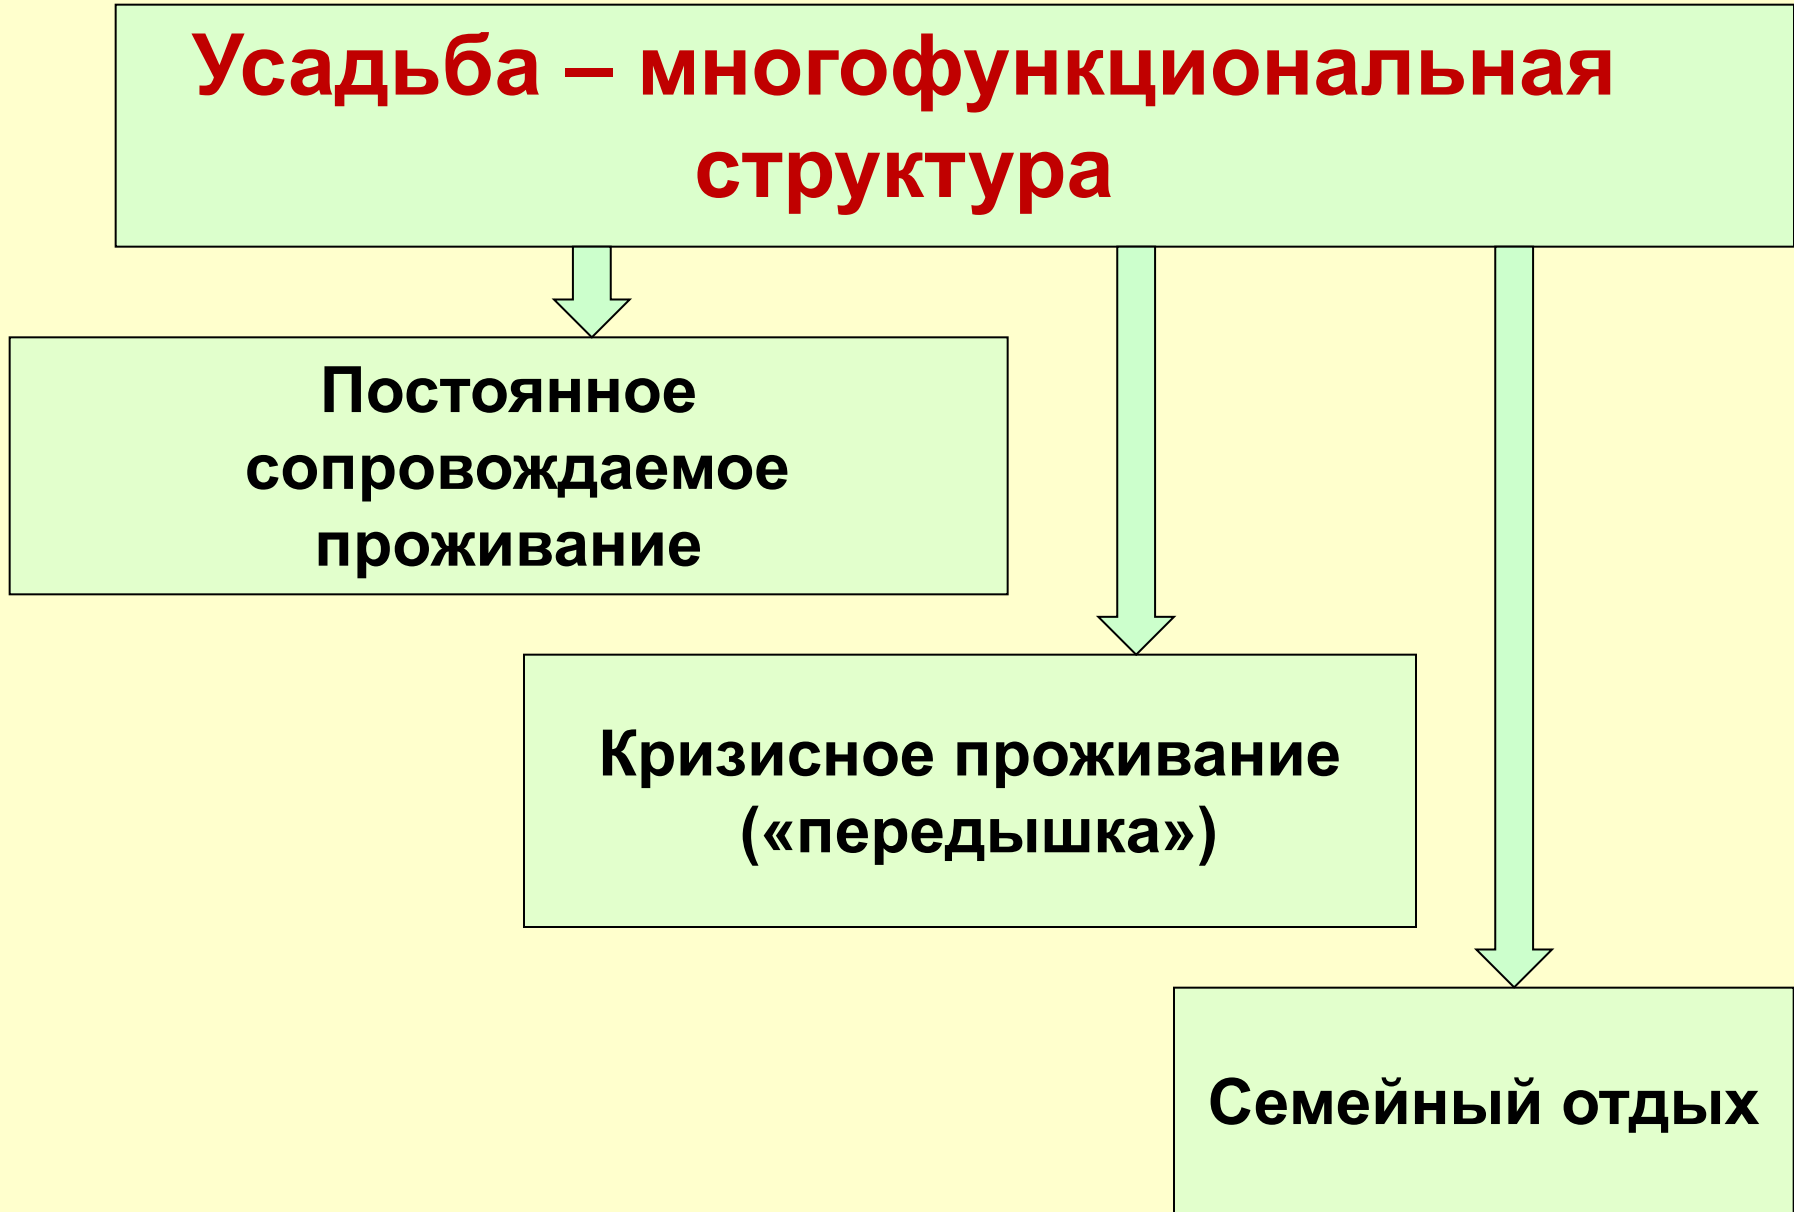 Усадьба – многофункциональная
структура
Постоянное
сопровождаемое
проживание
Кризисное проживание
(«передышка»)
Семейный отдых